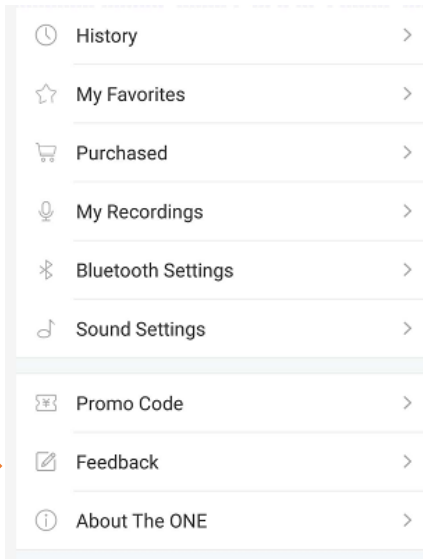 History
My Favorites
Purchased
My Recordings
Bluetooth Settings
Sound Settings
Promo Code
Feedback
About The ONE